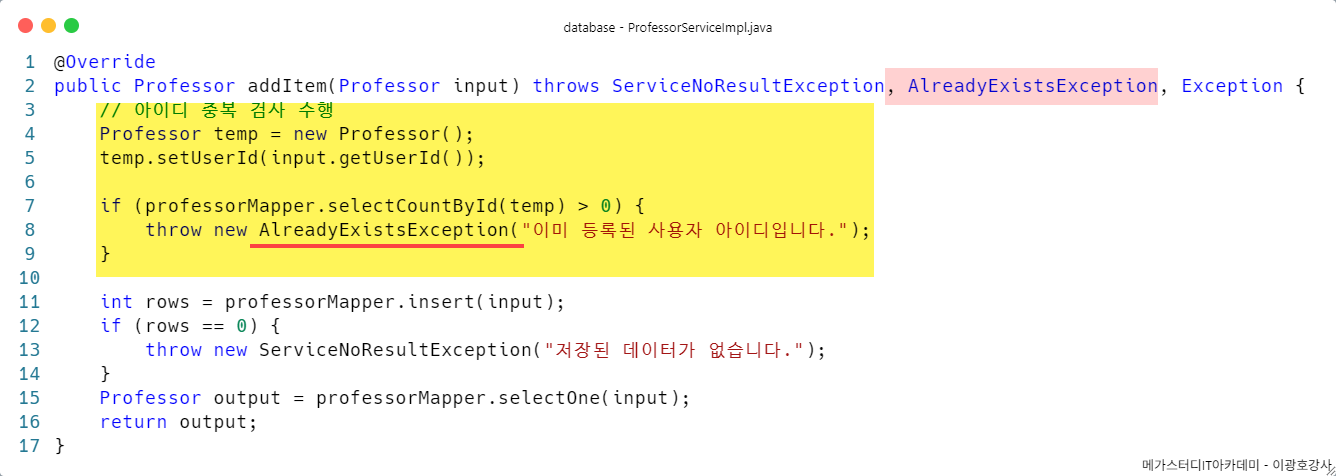 database - ProfessorServiceImpl.java
1 @Override
2 public Professor addItem(Professor input) throws ServiceNoResultException, AlreadyExistsException, Exception {
3 // 아이디 중복 검사 수행
4 Professor temp = new Professor();
5 temp.setUserId(input.getUserId());
6
7 if (professorMapper.selectCountById(temp) > 0) {
8 throw new AlreadyExistsException("이미 등록된 사용자 아이디입니다.");
9 }
10
11 int rows = professorMapper.insert(input);
12 if (rows == 0) {
13 throw new ServiceNoResultException("저장된 데이터가 없습니다.");
14 }
15 Professor output = professorMapper.selectOne(input);
16 return output;
17 }
메가스터디IT아카데미 - 이광호강사